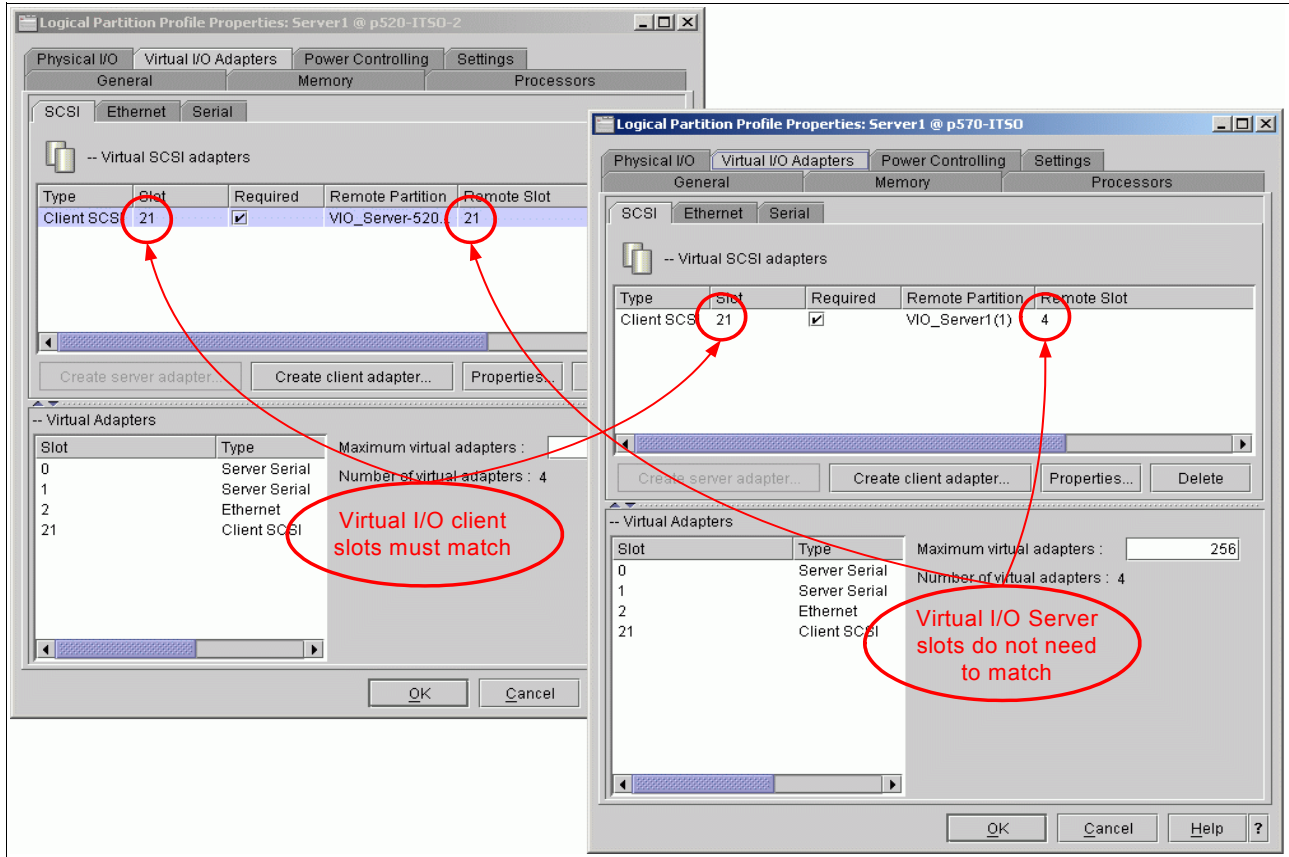 Logical Partition Profile Properties: Server1 @ p520-ITSO-2
Physical I/O Virtual I/O Adapters Power Controlling Settings
General Memory Processors
SCSI Ethernet Serial
-- Virtual SCSI adapters
Type Slot Required Remote Partition Remote Slot
Client SCS 21 VIO_Server-520... 21
Create server adapter... Create client adapter... Properties...
-- Virtual Adapters
Slot Type
0 Server Serial
1 Server Serial
2 Ethernet
21 Client SCSI
Maximum virtual adapters :
Number of virtual adapters : 4
Virtual I/O client
slots must match
OK Cancel
Logical Partition Profile Properties: Server1 @ p570-ITSO
Physical I/O Virtual I/O Adapters Power Controlling Settings
General Memory Processors
SCSI Ethernet Serial
-- Virtual SCSI adapters
Type Slot Required Remote Partition Remote Slot
Client SCS 21 VIO_Server1(1) 4
Create server adapter... Create client adapter... Properties... Delete
-- Virtual Adapters
Slot Type
0 Server Serial
1 Server Serial
2 Ethernet
21 Client SCSI
Maximum virtual adapters : 256
Number of virtual adapters : 4
Virtual I/O Server
slots do not need
to match
OK Cancel Help ?